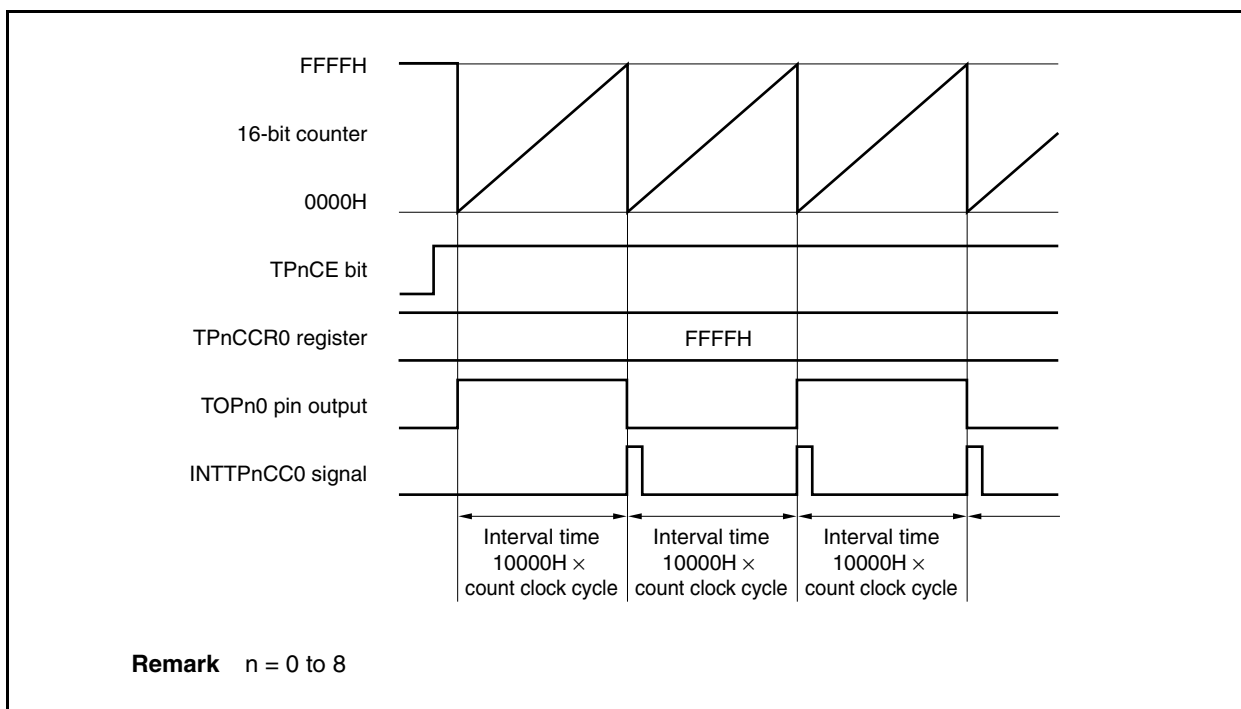 FFFFH
16-bit counter
0000H
TPnCE bit
TPnCCR0 register
FFFFH
TOPn0 pin output
INTTPnCC0 signal
Interval time
10000H ×
count clock cycle
Interval time
10000H ×
count clock cycle
Interval time
10000H ×
count clock cycle
Remark n = 0 to 8